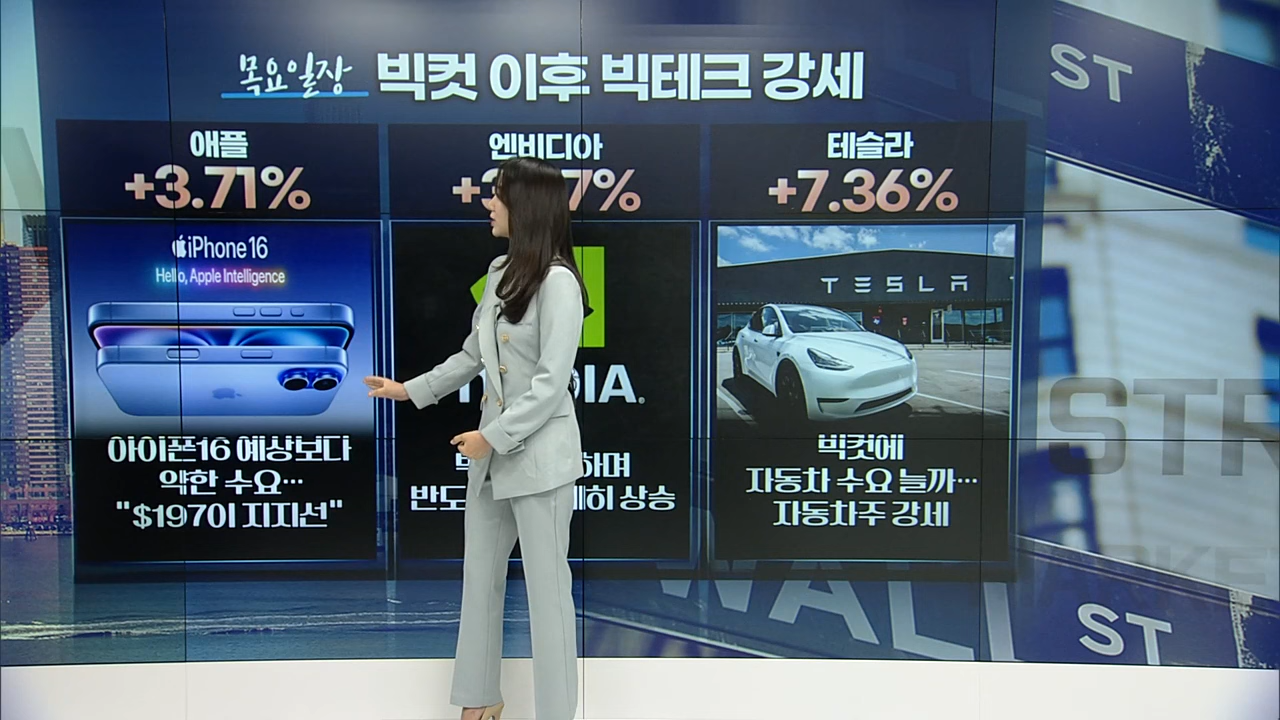 목요일장 빅컷 이후 빅테크 강세
애플
+3.71%
iPhone 16
Hello, Apple Intelligence
아이폰16 예상보다
약한 수요…
"$197이 지지선"
엔비디아
상승
테슬라
+7.36%
TESLA
빅컷에
자동차 수요 늘까…
자동차주 강세
ST
WALL
ST